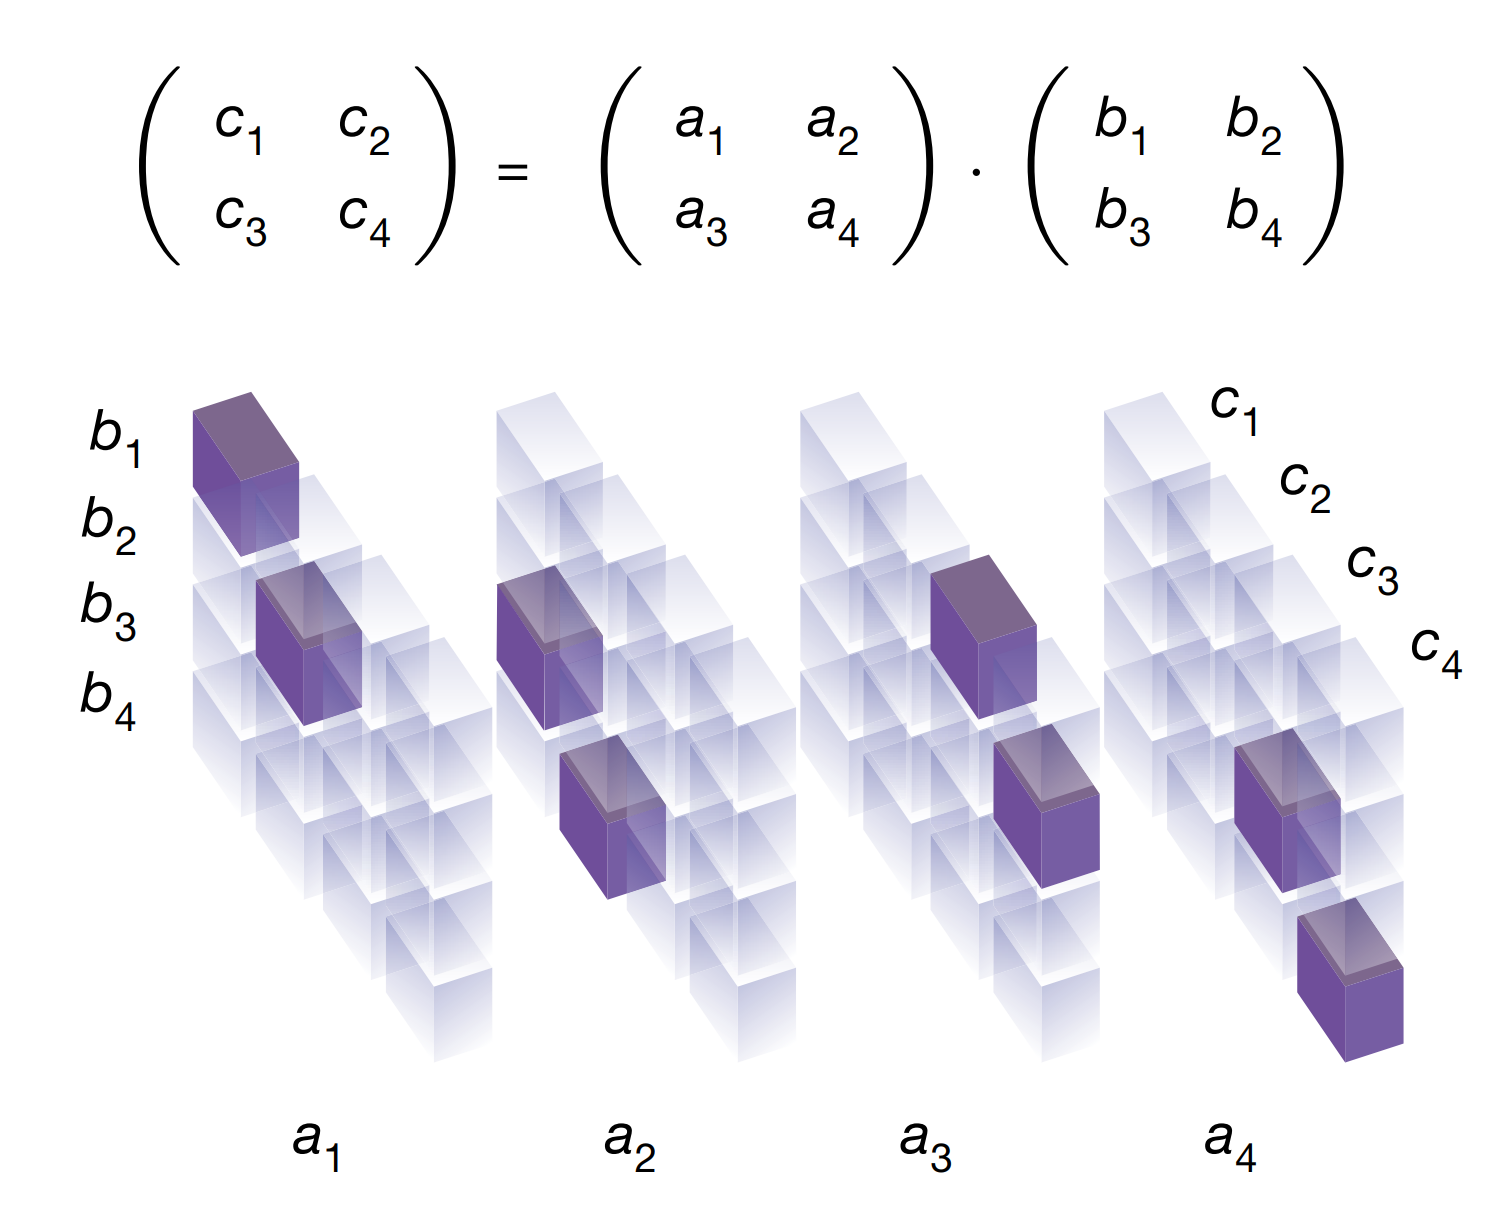 ( c₁ c₂ ) = ( a₁ a₂ ) · ( b₁ b₂ )
( c₃ c₄ ) ( a₃ a₄ ) ( b₃ b₄ )
c₁
b₁
c₂
b₂
c₃
b₃
c₄
b₄
a₁ a₂ a₃ a₄